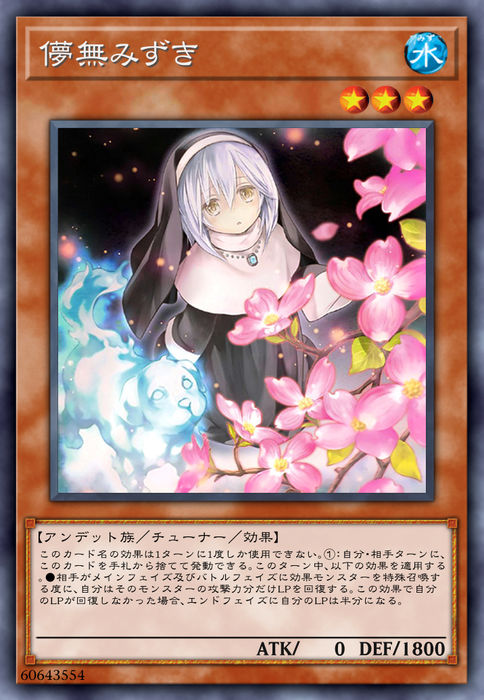 儚無みずき
みず
水
【アンデット族／チューナー／効果】
このカード名の効果は1ターンに1度しか使用できない。①：自分・相手ターンに、
このカードを手札から捨てて発動できる。このターン中、以下の効果を適用する
。●相手がメインフェイズ及びバトルフェイズに効果モンスターを特殊召喚す
る度に、自分はそのモンスターの攻撃力分だけLPを回復する。この効果で自分
のLPが回復しなかった場合、エンドフェイズに自分のLPは半分になる。
ATK/ 0 DEF/1800
60643554